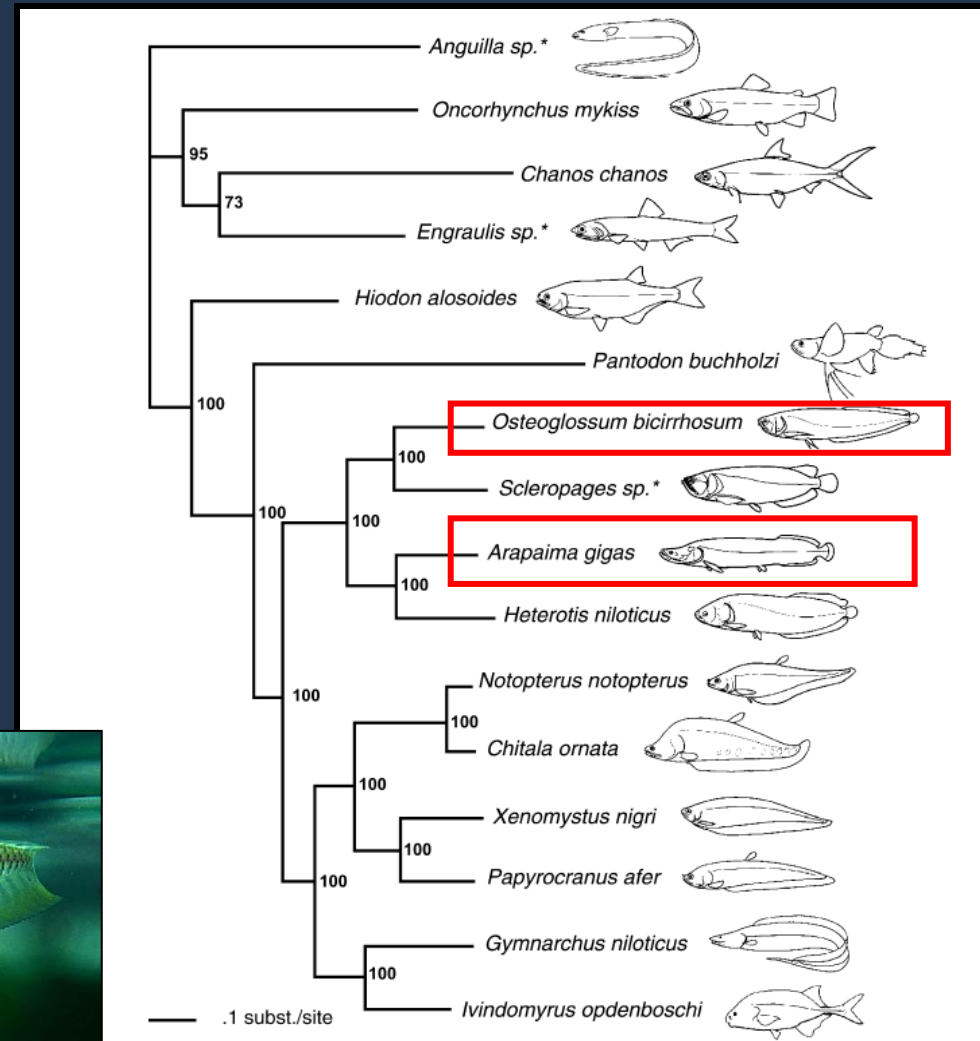 Anguilla sp.*
Oncorhynchus mykiss
95
Chanos chanos
73
Engraulis sp.*
Hiodon alosoides
Pantodon buchholzi
100
Osteoglossum bicirrhosum
100
Scleropages sp.*
100
100
Arapaima gigas
100
Heterotis niloticus
Notopterus notopterus
100
100
Chitala ornata
100
Xenomystus nigri
100
Papyrocranus afer
100
Gymnarchus niloticus
100
Ivindomyrus opdenboschi
.1 subst./site